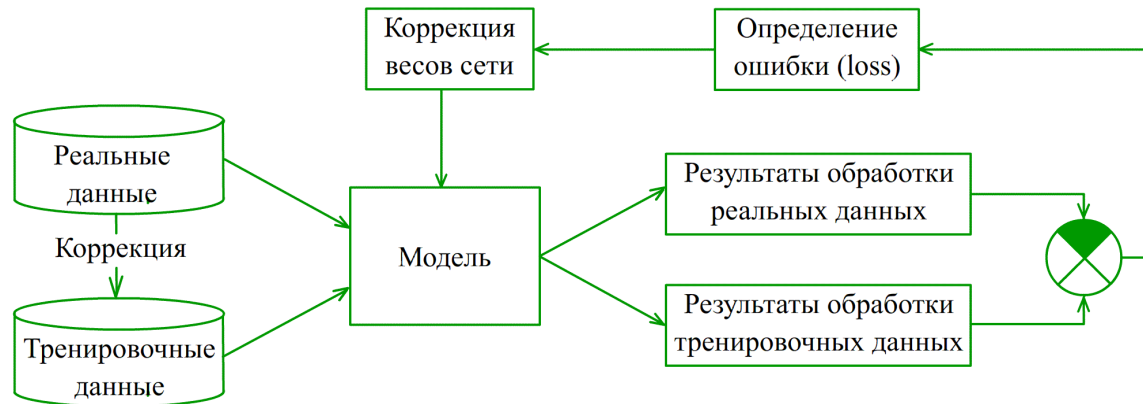 Коррекция
весов сети
Определение
ошибки (loss)
Реальные
данные
Коррекция
Тренировочные
данные
Модель
Результаты обработки
реальных данных
Результаты обработки
тренировочных данных